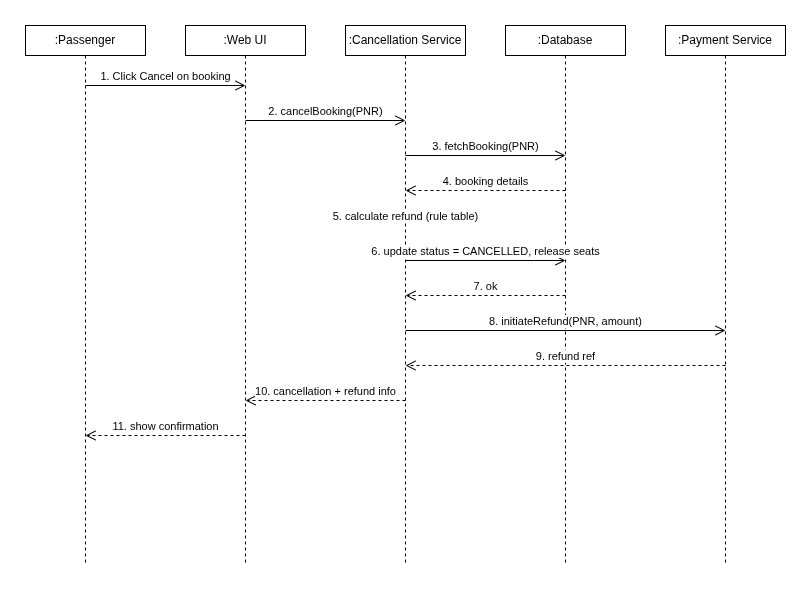 :Passenger
:Web UI
:Cancellation Service
:Database
:Payment Service
1. Click Cancel on booking
2. cancelBooking(PNR)
3. fetchBooking(PNR)
4. booking details
5. calculate refund (rule table)
6. update status = CANCELLED, release seats
7. ok
8. initiateRefund(PNR, amount)
9. refund ref
10. cancellation + refund info
11. show confirmation